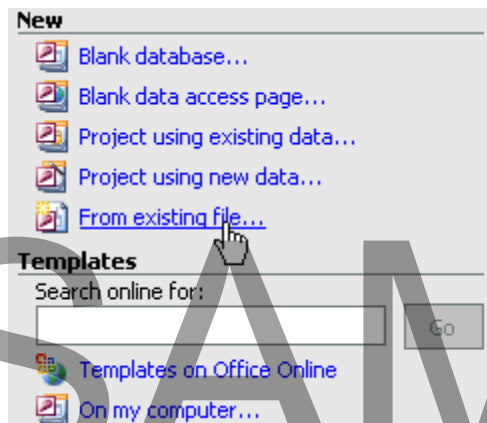 New
Blank database...
Blank data access page...
Project using existing data...
Project using new data...
From existing file...
Templates
Search online for:
Go
Templates on Office Online
On my computer...
SAM